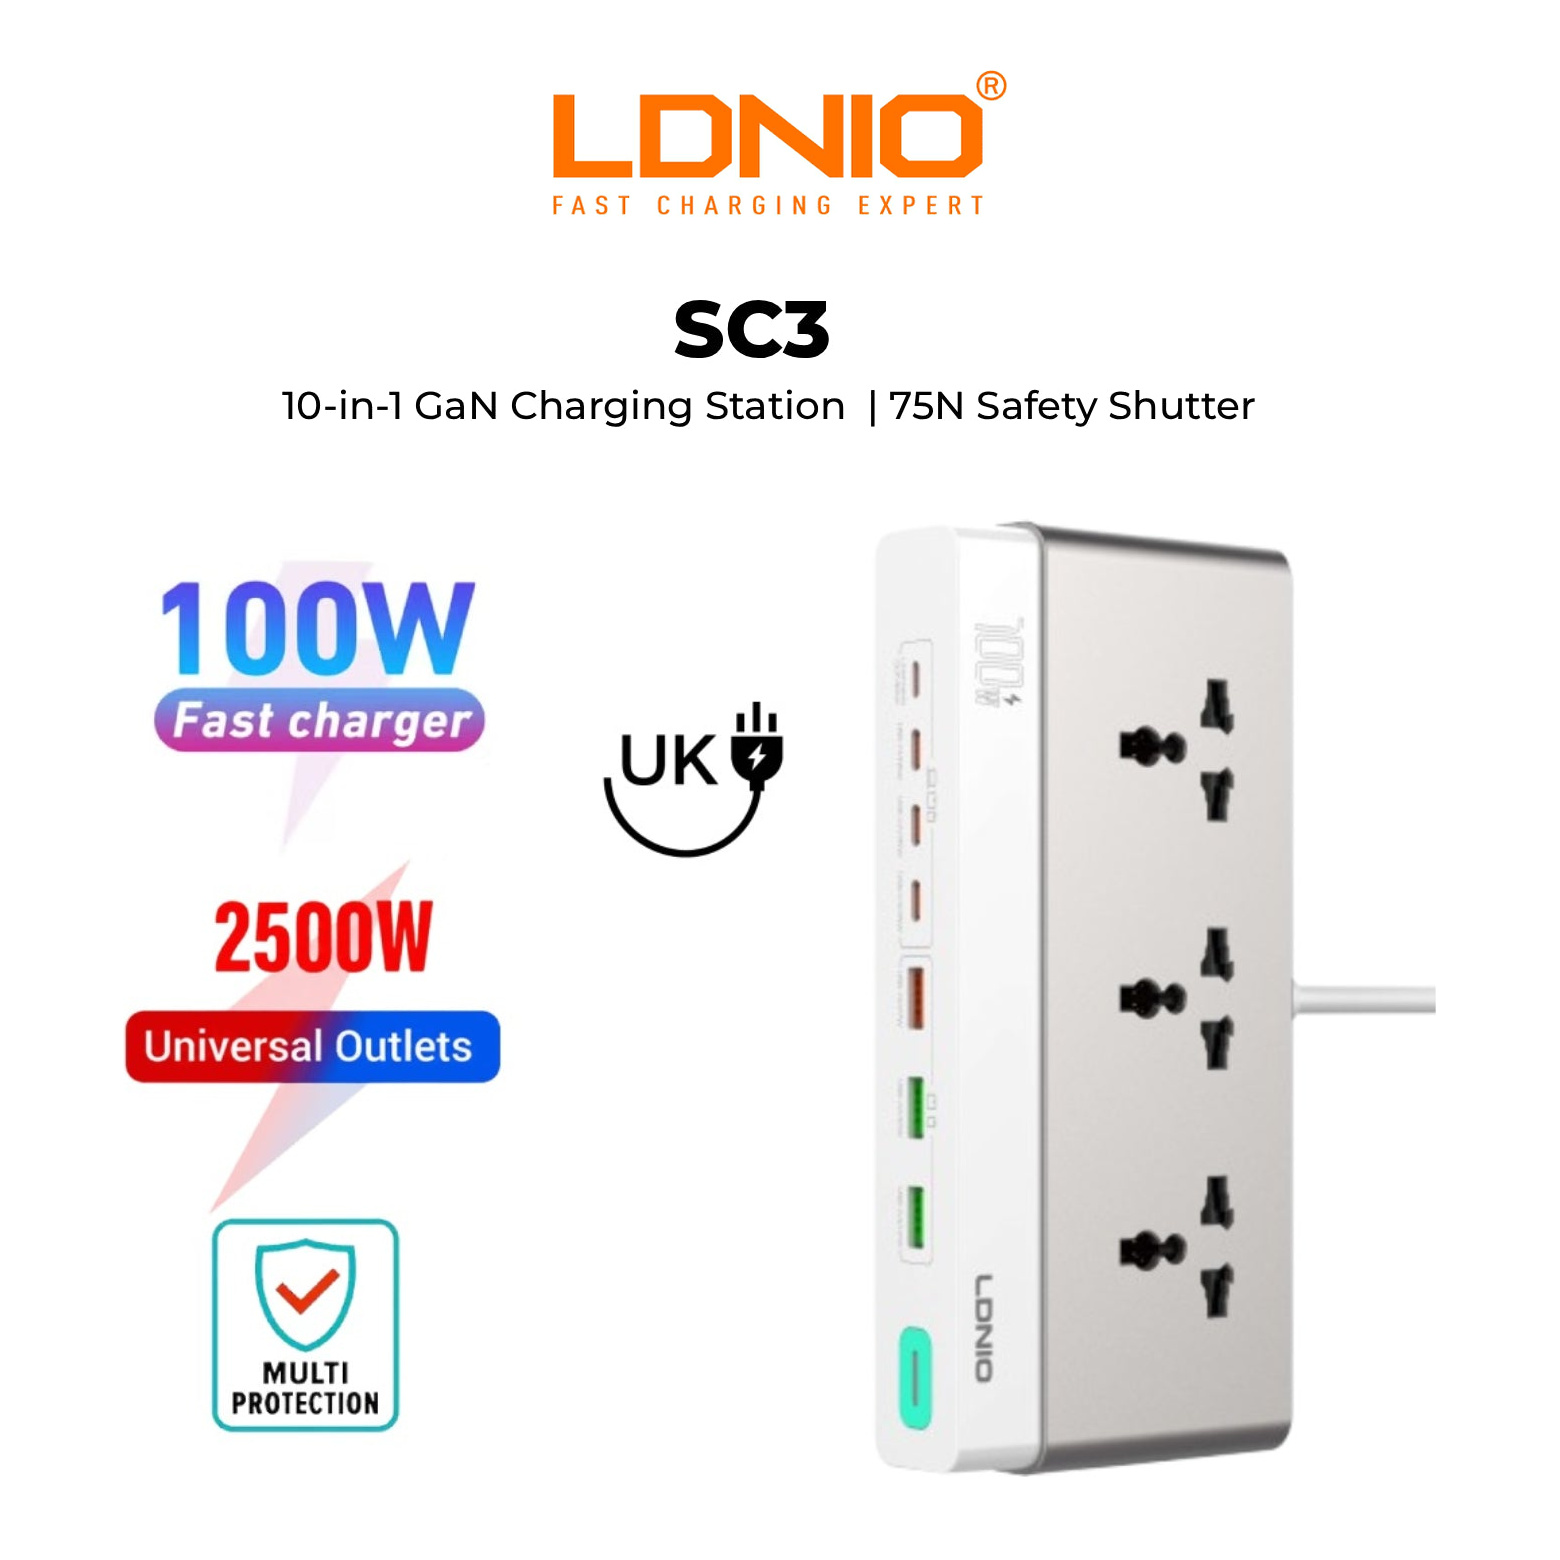 LDNIO®
FAST CHARGING EXPERT
SC3
10-in-1 GaN Charging Station | 75N Safety Shutter
100W
Fast charger
UK
2500W
Universal Outlets
MULTI
PROTECTION
100W
LDNIO